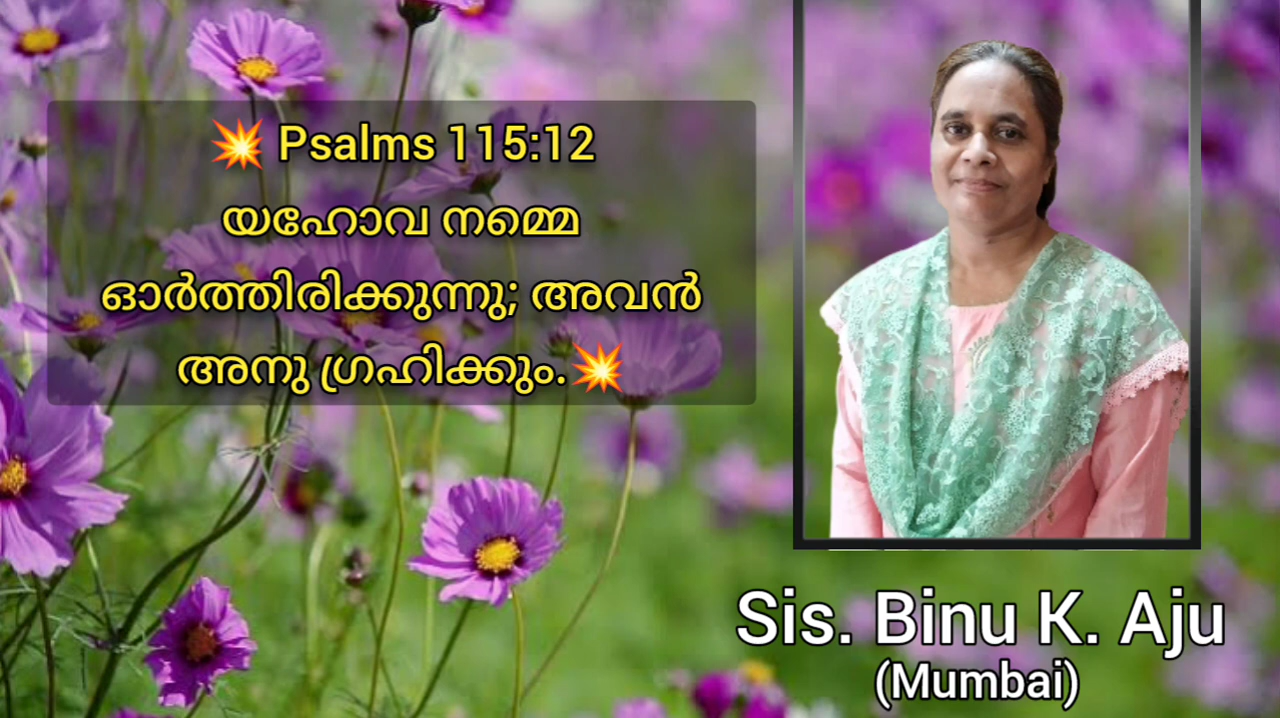 💥 Psalms 115:12
യഹോവ നമ്മെ
ഓർത്തിരിക്കുന്നു; അവൻ
അനു ഗ്രഹിക്കും.💥
Sis. Binu K. Aju
(Mumbai)